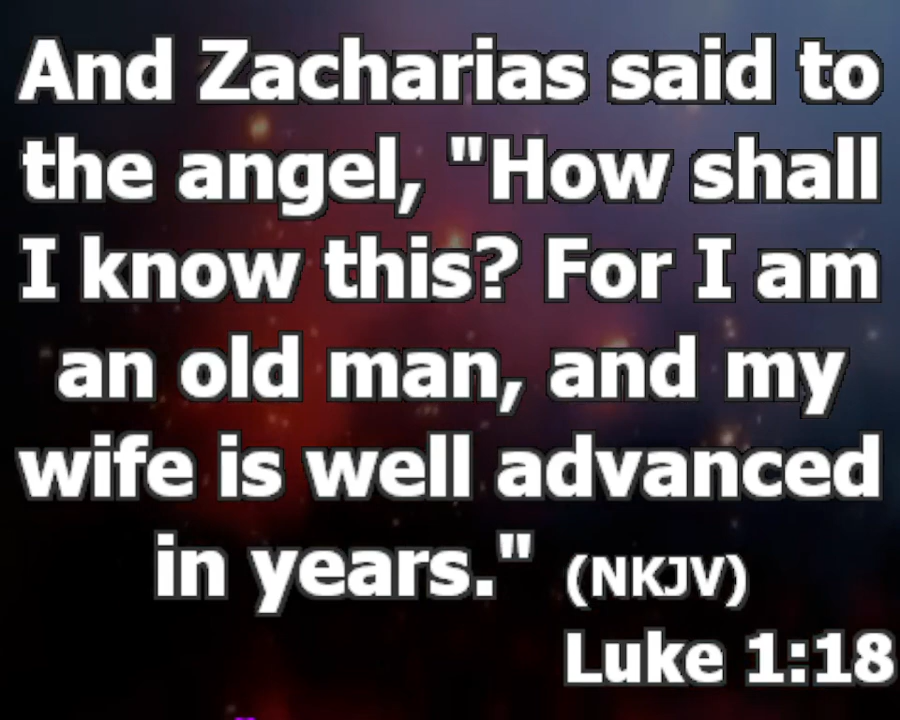 And Zacharias said to
the angel, "How shall
I know this? For I am
an old man, and my
wife is well advanced
in years." (NKJV)
Luke 1:18